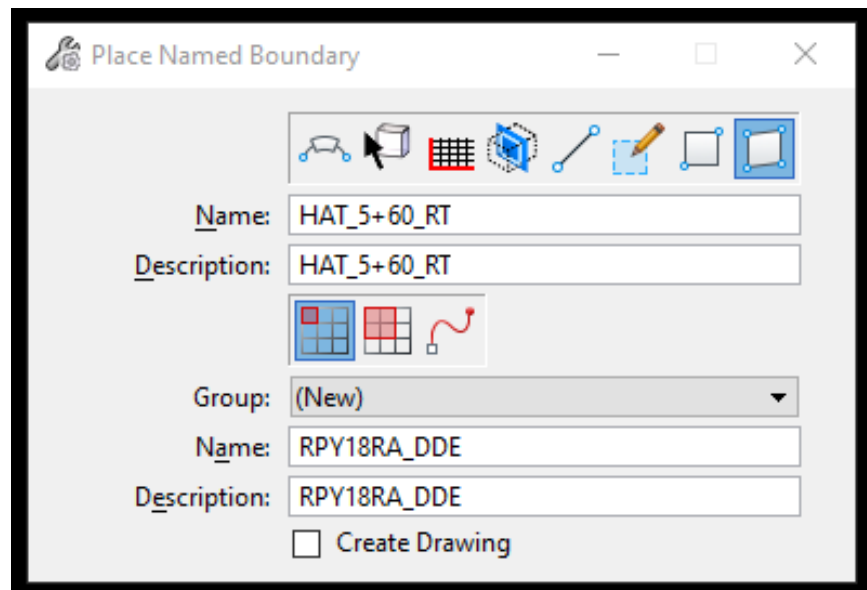 Place Named Boundary
Name: HAT_5+60_RT
Description: HAT_5+60_RT
Group: (New)
Name: RPY18RA_DDE
Description: RPY18RA_DDE
Create Drawing